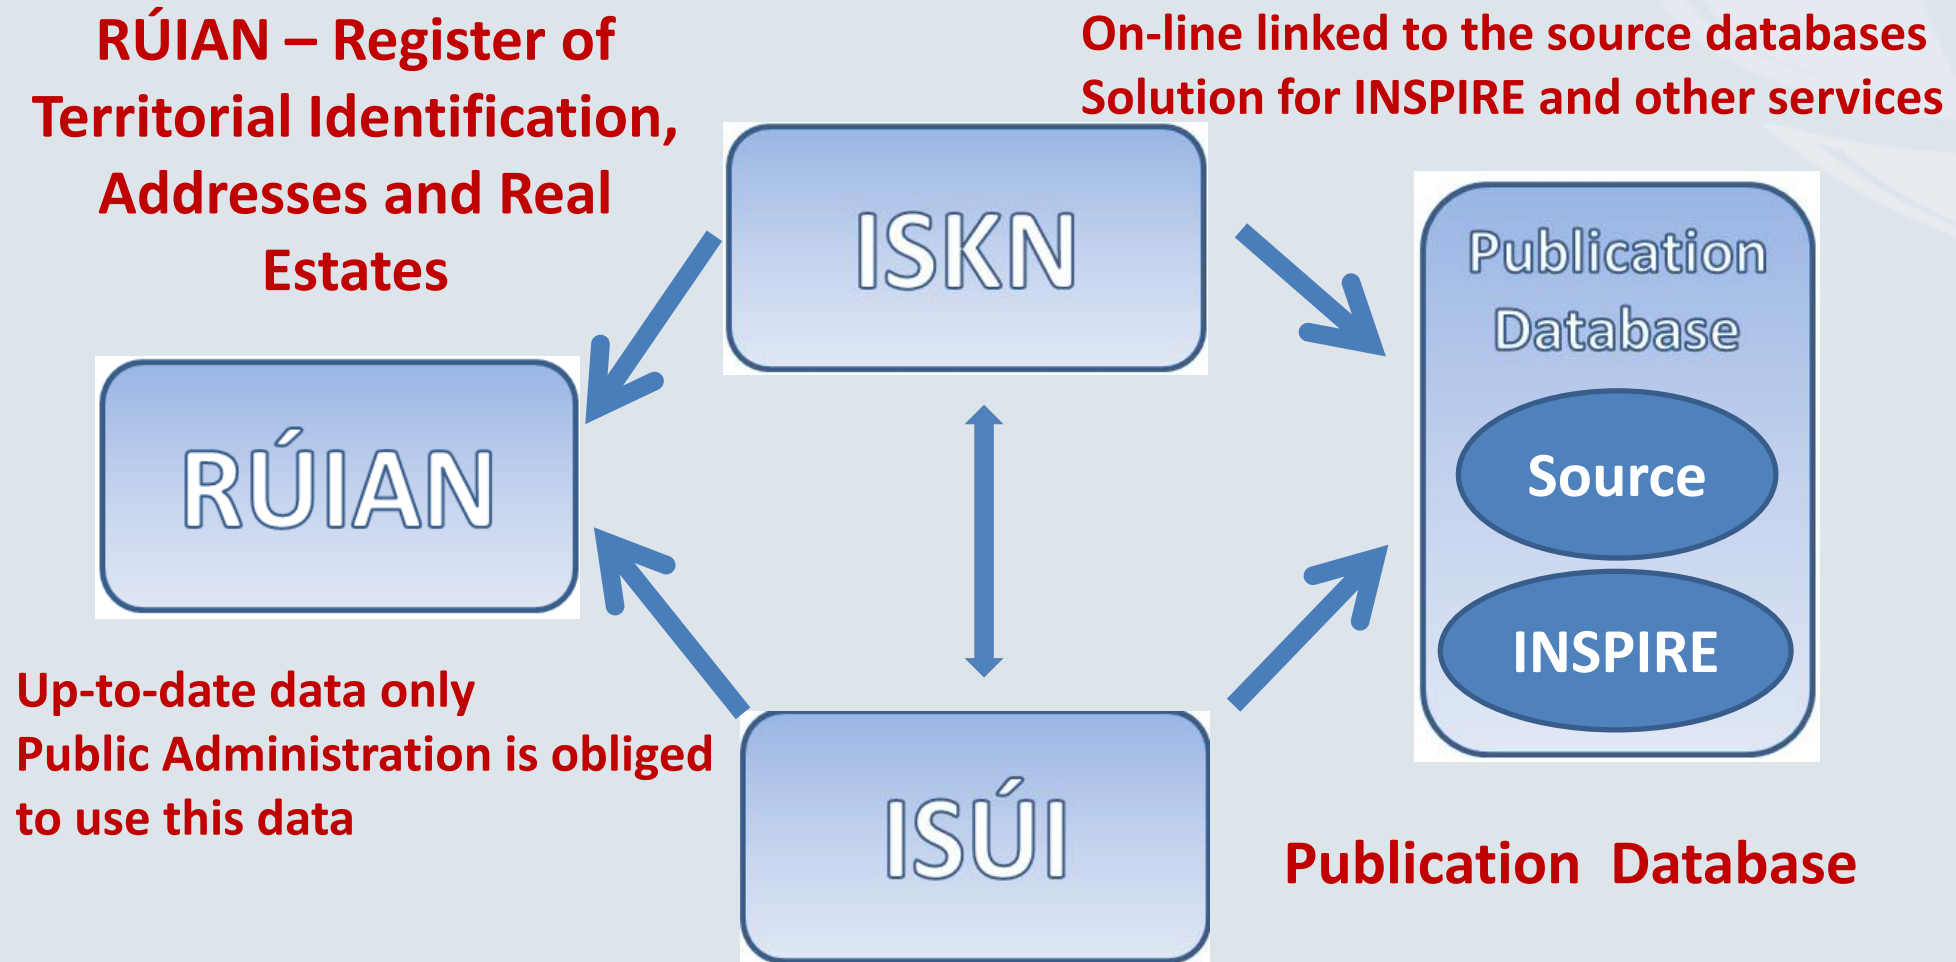 RÚIAN – Register of
Territorial Identification,
Addresses and Real
Estates
On-line linked to the source databases
Solution for INSPIRE and other services
ISKN
Publication
Database
Source
INSPIRE
RÚIAN
Up-to-date data only
Public Administration is obliged
to use this data
ISÚI
Publication Database